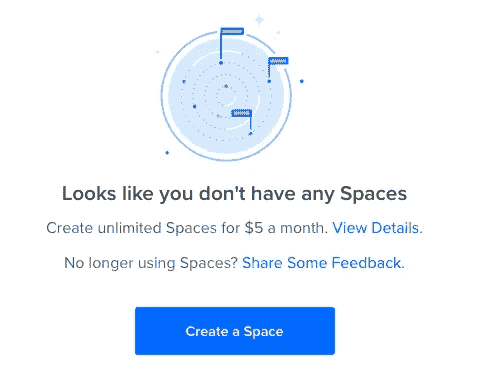 Looks like you don't have any Spaces
Create unlimited Spaces for $5 a month. View Details.
No longer using Spaces? Share Some Feedback.
Create a Space